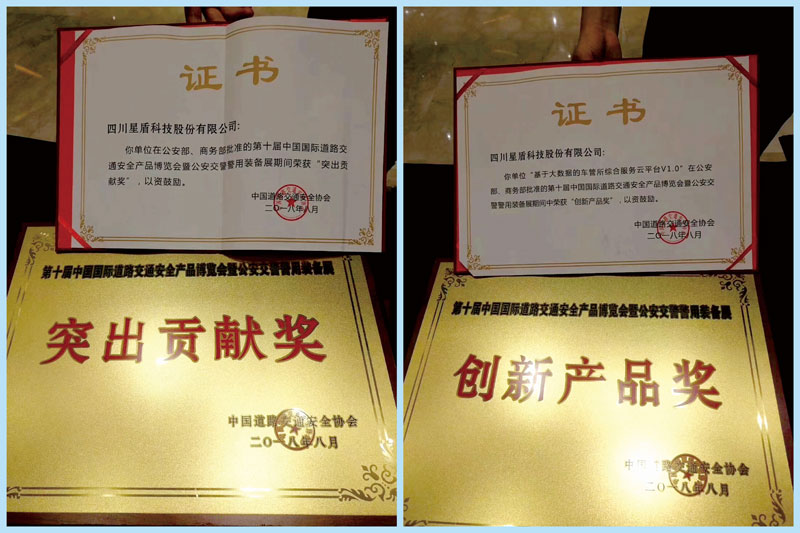 证书
四川星盾科技股份有限公司：
你单位在公安部、商务部批准的第十届中国国际道路交
通安全产品博览会暨公安交警警用装备展期间荣获“突出贡
献奖”，以资鼓励。
中国道路交通安全协会
二〇一八年八月
第十届中国国际道路交通安全产品博览会暨公安交警警用装备展
突出贡献奖
中国道路交通安全协会
二〇一八年八月
证书
四川星盾科技股份有限公司：
你单位“基于大数据的车管所综合服务云平台V1.0”在公安
部、商务部批准的第十届中国国际道路交通安全产品博览会暨公安交
警警用装备展期间中荣获“创新产品奖”，以资鼓励。
中国道路交通安全协会
二〇一八年八月
第十届中国国际道路交通安全产品博览会暨公安交警警用装备展
创新产品奖
中国道路交通安全协会
二〇一八年八月